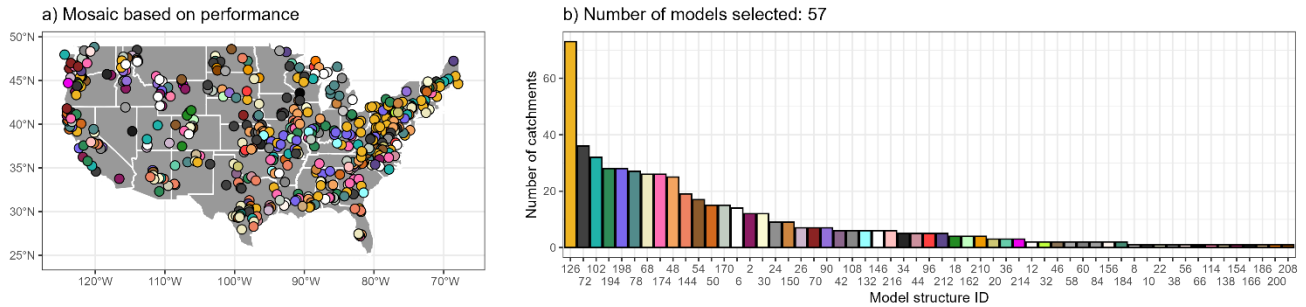 a) Mosaic based on performance
50°N
45°N
40°N
35°N
30°N
25°N
120°W 110°W 100°W 90°W 80°W 70°W
b) Number of models selected: 57
Number of catchments
60
40
20
0
126 102 198 68 48 54 170 2 24 26 90 108 146 34 96 18 210 36 12 46 60 156 8 22 56 114 154 186 208
72 194 78 174 144 50 6 30 150 70 42 132 216 44 212 162 20 214 32 58 84 184 10 38 66 138 166 200
Model structure ID